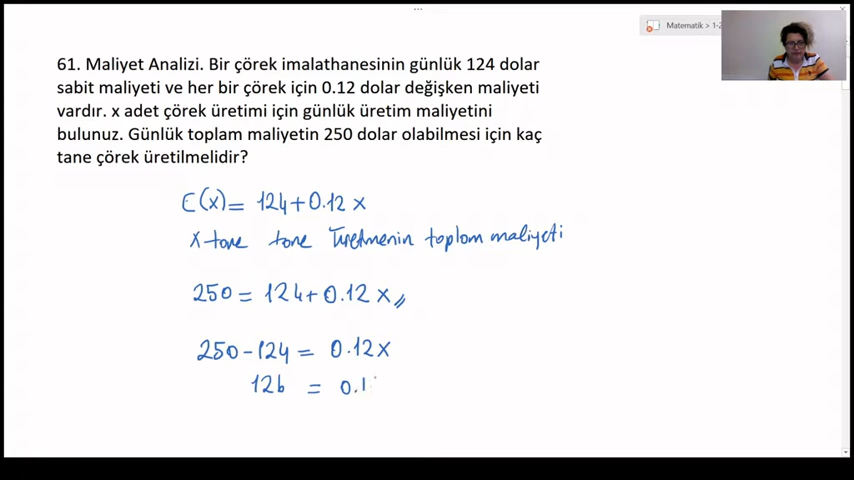 Matematik > 1-2
61. Maliyet Analizi. Bir çörek imalathanesinin günlük 124 dolar
sabit maliyeti ve her bir çörek için 0.12 dolar değişken maliyeti
vardır. x adet çörek üretimi için günlük üretim maliyetini
bulunuz. Günlük toplam maliyetin 250 dolar olabilmesi için kaç
tane çörek üretilmelidir?
C(x)= 124+0.12 x
x tane tane üretmenin toplam maliyeti
250 = 124+ 0.12 x
250-124 = 0.12x
126 = 0.1